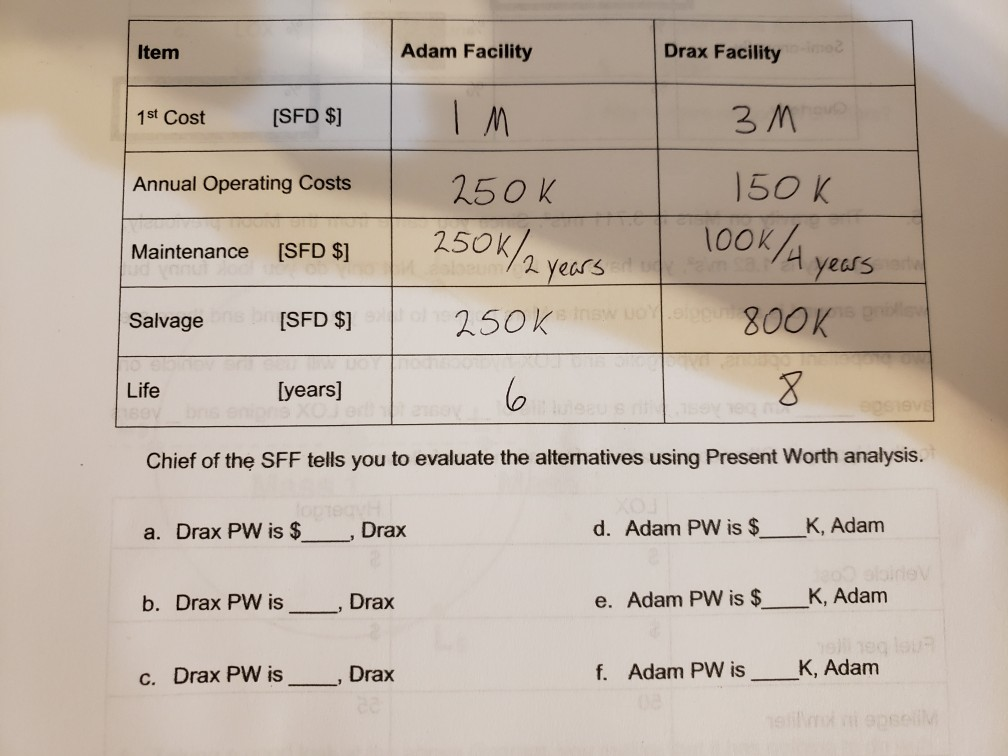 Item Adam Facility Drax Facility
1st Cost [SFD $] 1 M 3 M
Annual Operating Costs 250 K 150 K
Maintenance [SFD $] 250K/2 years 100K/4 years
Salvage [SFD $] 250K 800K
Life [years] 6 8
Chief of the SFF tells you to evaluate the alternatives using Present Worth analysis.
a. Drax PW is $____, Drax d. Adam PW is $____K, Adam
b. Drax PW is ____, Drax e. Adam PW is $____K, Adam
c. Drax PW is ____, Drax f. Adam PW is ____K, Adam